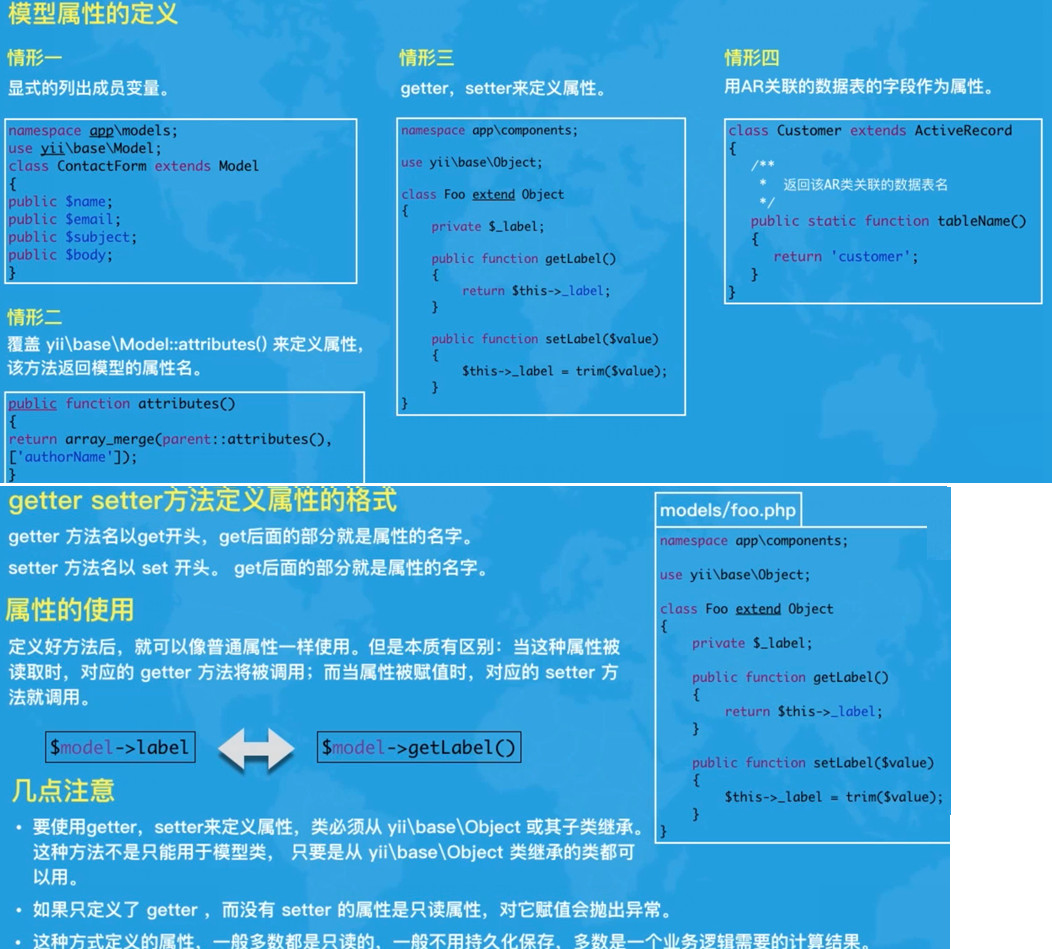 模型属性的定义
情形一
显式的列出成员变量。
namespace app\models;
use yii\base\Model;
class ContactForm extends Model
{
public $name;
public $email;
public $subject;
public $body;
}
情形二
覆盖 yii\base\Model::attributes() 来定义属性,
该方法返回模型的属性名。
public function attributes()
{
return array_merge(parent::attributes(),
['authorName']);
}
情形三
getter，setter来定义属性。
namespace app\components;
use yii\base\Object;
class Foo extend Object
{
private $_label;
public function getLabel()
{
return $this->_label;
}
public function setLabel($value)
{
$this->_label = trim($value);
}
}
情形四
用AR关联的数据表的字段作为属性。
class Customer extends ActiveRecord
{
/**
* 返回该AR类关联的数据表名
*/
public static function tableName()
{
return 'customer';
}
}
getter setter方法定义属性的格式
getter 方法名以get开头，get后面的部分就是属性的名字。
setter 方法名以 set 开头。 get后面的部分就是属性的名字。
属性的使用
定义好方法后，就可以像普通属性一样使用。但是本质有区别：当这种属性被
读取时，对应的 getter 方法将被调用；而当属性被赋值时，对应的 setter 方
法就调用。
$model->label
$model->getLabel()
几点注意
• 要使用getter，setter来定义属性，类必须从 yii\base\Object 或其子类继承。
这种方法不是只能用于模型类， 只要是从 yii\base\Object 类继承的类都可
以用。
• 如果只定义了 getter ，而没有 setter 的属性是只读属性，对它赋值会抛出异常。
• 这种方式定义的属性，一般多数都是只读的，一般不用持久化保存，多数是一个业务逻辑需要的计算结果。
models/foo.php
namespace app\components;
use yii\base\Object;
class Foo extend Object
{
private $_label;
public function getLabel()
{
return $this->_label;
}
public function setLabel($value)
{
$this->_label = trim($value);
}
}